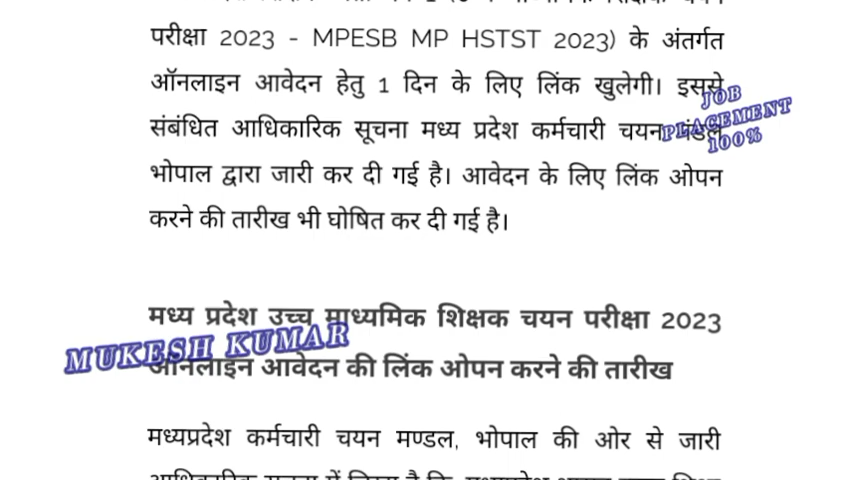 परीक्षा 2023 - MPESB MP HSTST 2023) के अंतर्गत
ऑनलाइन आवेदन हेतु 1 दिन के लिए लिंक खुलेगी। इससे
JOB
PLACEMENT
100%
संबंधित आधिकारिक सूचना मध्य प्रदेश कर्मचारी चयन मंडल
भोपाल द्वारा जारी कर दी गई है। आवेदन के लिए लिंक ओपन
करने की तारीख भी घोषित कर दी गई है।
मध्य प्रदेश उच्च माध्यमिक शिक्षक चयन परीक्षा 2023
MUKESH KUMAR
ऑनलाइन आवेदन की लिंक ओपन करने की तारीख
मध्यप्रदेश कर्मचारी चयन मण्डल, भोपाल की ओर से जारी